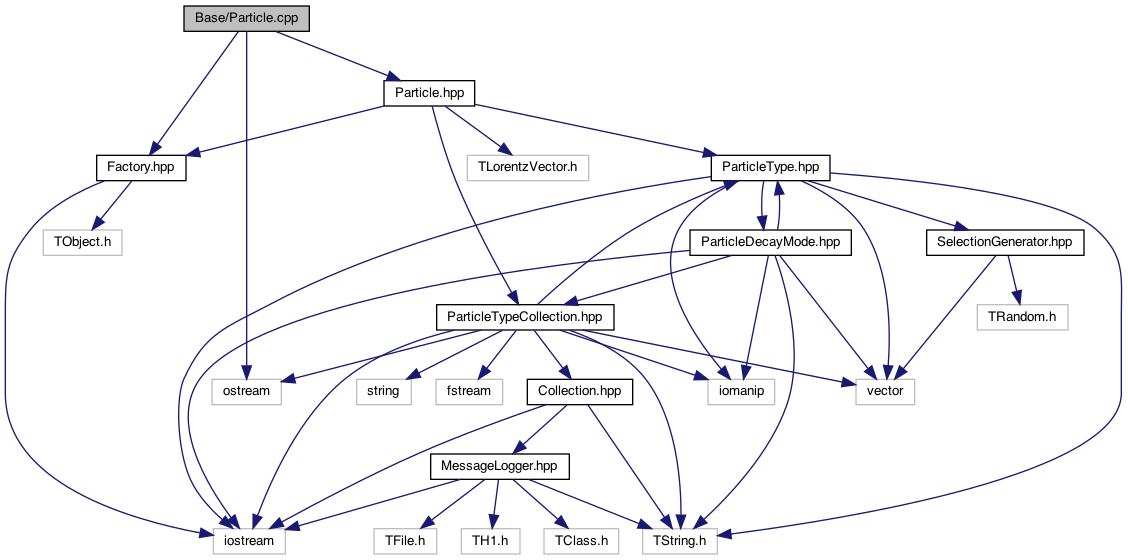 Base/Particle.cpp
Particle.hpp
Factory.hpp
TLorentzVector.h
ParticleType.hpp
TObject.h
ParticleDecayMode.hpp
SelectionGenerator.hpp
ParticleTypeCollection.hpp
TRandom.h
ostream
string
fstream
Collection.hpp
iomanip
vector
MessageLogger.hpp
iostream
TFile.h
TH1.h
TClass.h
TString.h